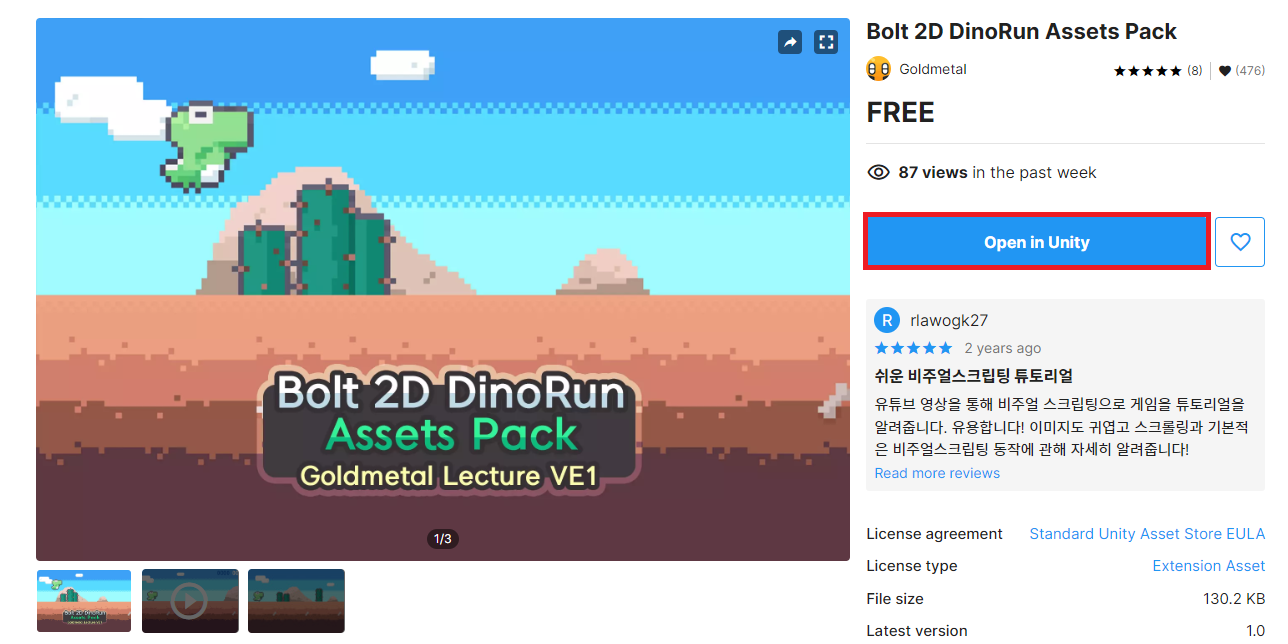 Bolt 2D DinoRun Assets Pack
Goldmetal
(8)
(476)
FREE
87 views in the past week
Open in Unity
R
rlawogk27
2 years ago
쉬운 비주얼스크립팅 튜토리얼
유튜브 영상을 통해 비주얼 스크립팅으로 게임을 튜토리얼을
알려줍니다. 유용합니다! 이미지도 귀엽고 스크롤링과 기본적
은 비주얼스크립팅 동작에 관해 자세히 알려줍니다!
Read more reviews
License agreement
Standard Unity Asset Store EULA
License type
Extension Asset
File size
130.2 KB
Latest version
1.0
Bolt 2D DinoRun
Assets Pack
Goldmetal Lecture VE1
1/3
Bolt 2D DinoRun
Assets Pack